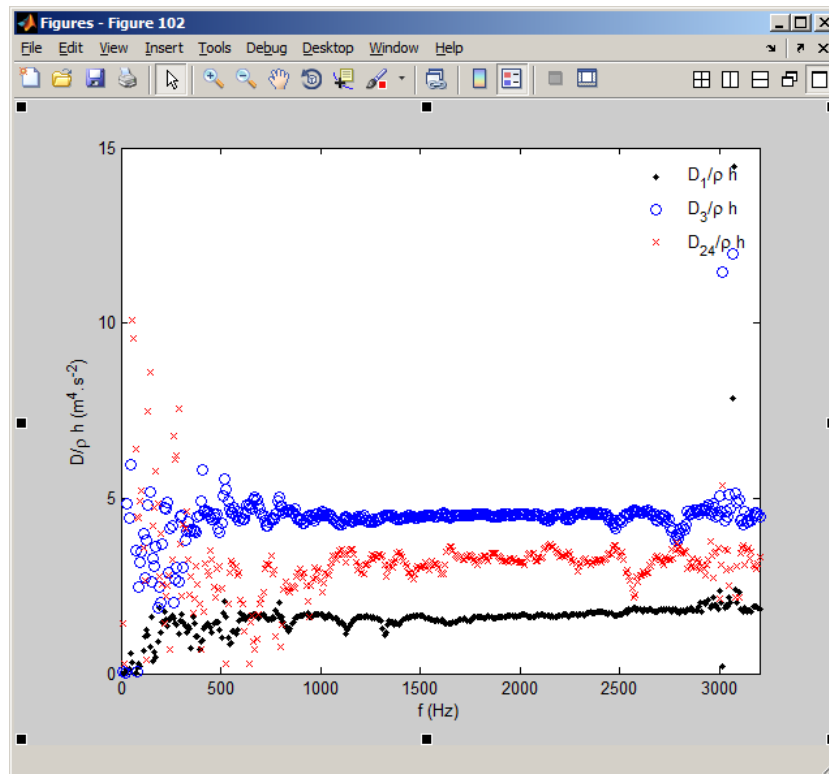 Figures - Figure 102
File Edit View Insert Tools Debug Desktop Window Help
15
10
5
0
D/ρ h (m⁴.s⁻²)
D₁/ρ h
D₃/ρ h
D₂₄/ρ h
0 500 1000 1500 2000 2500 3000
f (Hz)